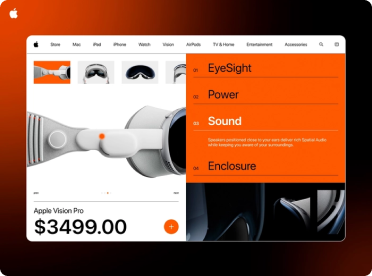 Store Mac iPad iPhone Watch Vision AirPods TV & Home Entertainment Accessories
01 EyeSight
02 Power
03 Sound
Speakers positioned close to your ears deliver rich Spatial Audio
while keeping you aware of your surroundings.
04 Enclosure
Apple Vision Pro
$3499.00
+